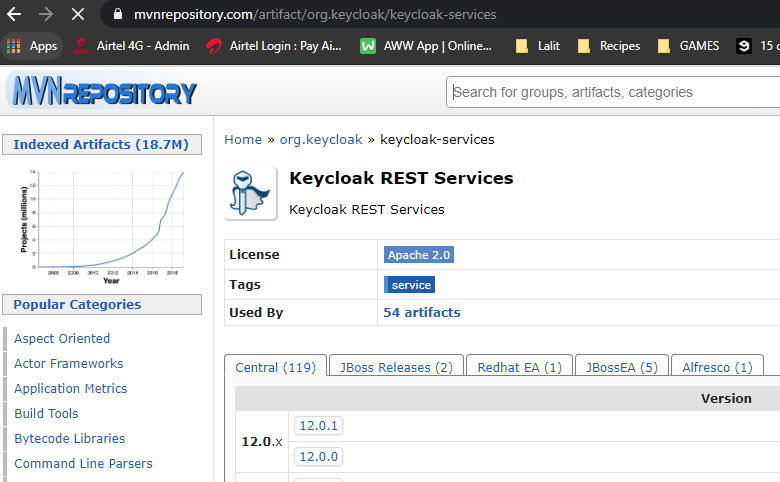 mvnrepository.com/artifact/org.keycloak/keycloak-services
Apps Airtel 4G - Admin Airtel Login : Pay Ai... AWW App | Online... Lalit Recipes GAMES 15 c
MVNREPOSITORY
Search for groups, artifacts, categories
Indexed Artifacts (18.7M)
Projects (millions)
14
12
10
8
6
4
2
0
2006 2008 2010 2012 2014 2016 2018
Year
Popular Categories
Aspect Oriented
Actor Frameworks
Application Metrics
Build Tools
Bytecode Libraries
Command Line Parsers
Home » org.keycloak » keycloak-services
Keycloak REST Services
Keycloak REST Services
License Apache 2.0
Tags service
Used By 54 artifacts
Central (119) JBoss Releases (2) Redhat EA (1) JBossEA (5) Alfresco (1)
Version
12.0.x
12.0.1
12.0.0